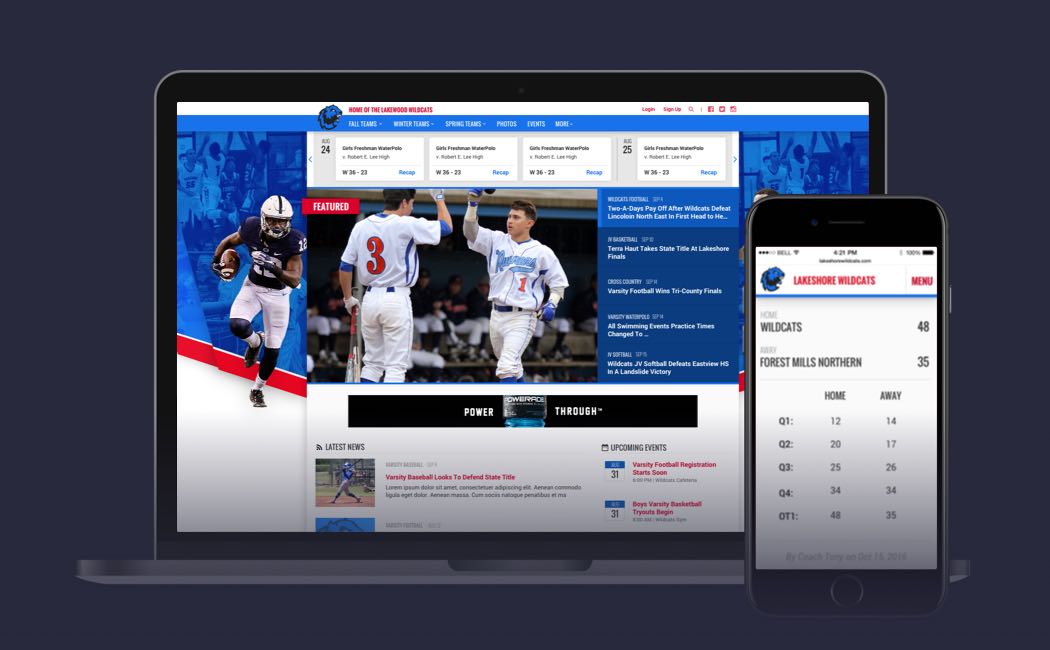 HOME OF THE LAKEWOOD WILDCATS
Login Sign Up
FALL TEAMS WINTER TEAMS SPRING TEAMS PHOTOS EVENTS MORE
AUG
24
Girls Freshman WaterPolo
v. Robert E. Lee High
W 36 - 23 Recap
Girls Freshman WaterPolo
v. Robert E. Lee High
W 36 - 23 Recap
Girls Freshman WaterPolo
v. Robert E. Lee High
W 36 - 23 Recap
AUG
25
Girls Freshman WaterPolo
v. Robert E. Lee High
W 36 - 23 Recap
FEATURED
12
3
1
WILDCATS FOOTBALL SEP 4
Two-A-Days Pay Off After Wildcats Defeat
Lincoloin North East In First Head to He...
JV BASKETBALL SEP 10
Terra Haut Takes State Title At Lakeshore
Finals
CROSS COUNTRY SEP 14
Varsity Football Wins Tri-County Finals
VARSITY WATERPOLO SEP 14
All Swimming Events Practice Times
Changed To ...
JV SOFTBALL SEP 15
Wildcats JV Softball Defeats Eastview HS
In A Landslide Victory
POWER POWERADE THROUGH™
LATEST NEWS
VARSITY BASEBALL - SEP 9
Varsity Baseball Looks To Defend State Title
Lorem ipsum dolor sit amet, consectetuer adipiscing elit. Aenean commodo
ligula eget dolor. Aenean massa. Cum sociis natoque penatibus et ma
VARSITY FOOTBALL
UPCOMING EVENTS
AUG
31
Varsity Football Registration
Starts Soon
6:00 PM | Wildcats Cafeteria
AUG
31
Boys Varsity Basketball
Tryouts Begin
8:00 AM | Wildcats Gym
BELL 4:21 PM 100%
lakeshorewildcats.com
LAKESHORE WILDCATS MENU
HOME
WILDCATS 48
AWAY
FOREST MILLS NORTHERN 35
HOME AWAY
Q1: 12 14
Q2: 20 17
Q3: 25 26
Q4: 34 34
OT1: 48 35
By Coach Tony on Oct 15, 2016